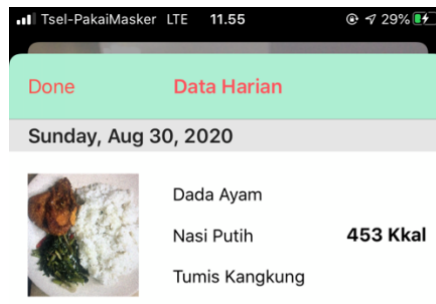 Tsel-PakaiMasker LTE 11.55 29%
Done Data Harian
Sunday, Aug 30, 2020
Dada Ayam
Nasi Putih 453 Kkal
Tumis Kangkung